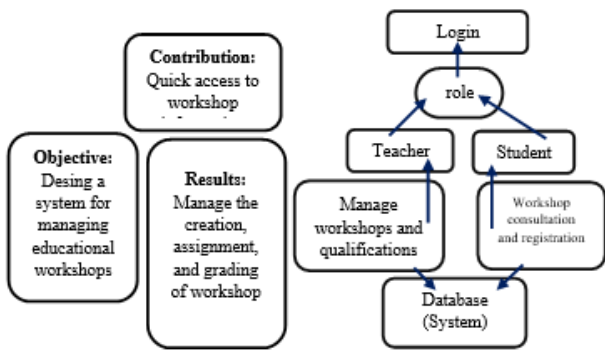 Contribution:
Quick access to
workshop
Objective:
Desing a
system for
managing
educational
workshops
Results:
Manage the
creation,
assignment,
and grading
of workshop
Login
role
Teacher
Student
Manage
workshops and
qualifications
Workshop
consultation
and registration
Database
(System)